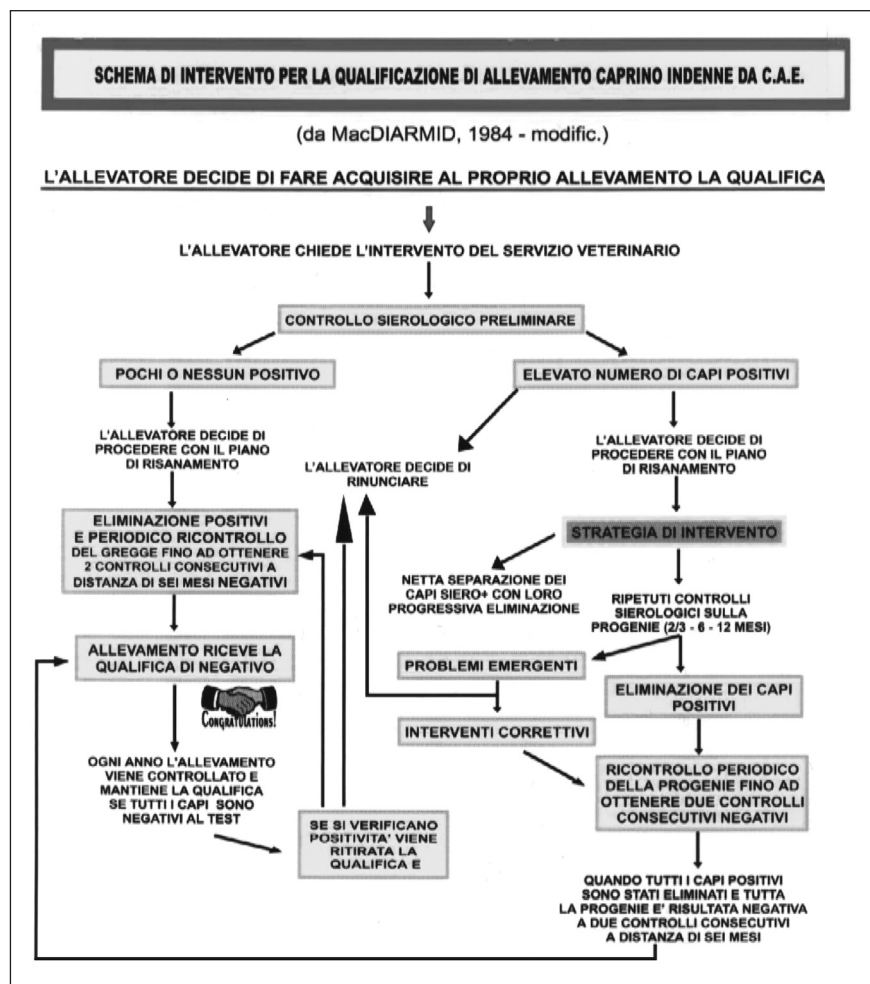 SCHEMA DI INTERVENTO PER LA QUALIFICAZIONE DI ALLEVAMENTO CAPRINO INDENNE DA C.A.E.
(da MacDIARMID, 1984 - modific.)
L'ALLEVATORE DECIDE DI FARE ACQUISIRE AL PROPRIO ALLEVAMENTO LA QUALIFICA
L'ALLEVATORE CHIEDE L'INTERVENTO DEL SERVIZIO VETERINARIO
CONTROLLO SIEROLOGICO PRELIMINARE
POCHI O NESSUN POSITIVO
L'ALLEVATORE DECIDE DI
PROCEDERE CON IL PIANO
DI RISANAMENTO
ELIMINAZIONE POSITIVI
E PERIODICO RICONTROLLO
DEL GREGGE FINO AD OTTENERE
2 CONTROLLI CONSECUTIVI A
DISTANZA DI SEI MESI NEGATIVI
ALLEVAMENTO RICEVE LA
QUALIFICA DI NEGATIVO
CONGRATULATIONS!
OGNI ANNO L'ALLEVAMENTO
VIENE CONTROLLATO E
MANTIENE LA QUALIFICA
SE TUTTI I CAPI SONO
NEGATIVI AL TEST
SE SI VERIFICANO
POSITIVITA' VIENE
RITIRATA LA
QUALIFICA E
ELEVATO NUMERO DI CAPI POSITIVI
L'ALLEVATORE DECIDE DI
RINUNCIARE
L'ALLEVATORE DECIDE DI
PROCEDERE CON IL PIANO
DI RISANAMENTO
STRATEGIA DI INTERVENTO
NETTA SEPARAZIONE DEI
CAPI SIERO+ CON LORO
PROGRESSIVA ELIMINAZIONE
RIPETUTI CONTROLLI
SIEROLOGICI SULLA
PROGENIE (2/3 - 6 - 12 MESI)
PROBLEMI EMERGENTI
INTERVENTI CORRETTIVI
ELIMINAZIONE DEI CAPI
POSITIVI
RICONTROLLO PERIODICO
DELLA PROGENIE FINO AD
OTTENERE DUE CONTROLLI
CONSECUTIVI NEGATIVI
QUANDO TUTTI I CAPI POSITIVI
SONO STATI ELIMINATI E TUTTA
LA PROGENIE E' RISULTATA NEGATIVA
A DUE CONTROLLI CONSECUTIVI
A DISTANZA DI SEI MESI